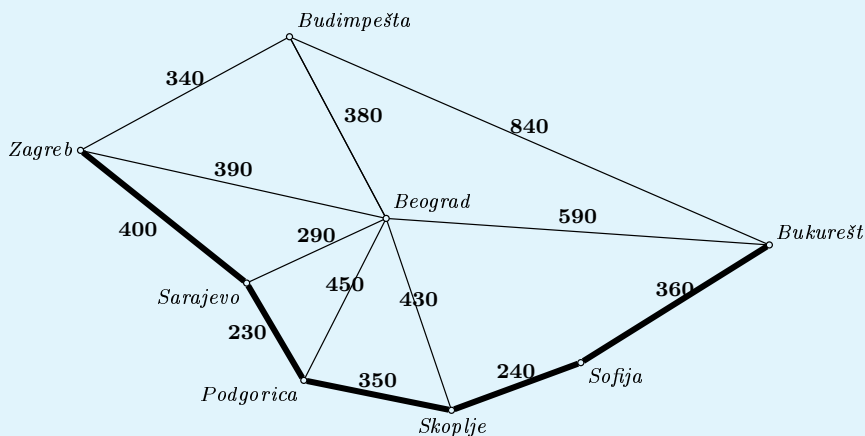 Budimpešta
340
380
840
Zagreb
390
Beograd
590
Bukurešt
400
290
Sarajevo
450
430
360
230
Podgorica
350
240
Sofija
Skoplje